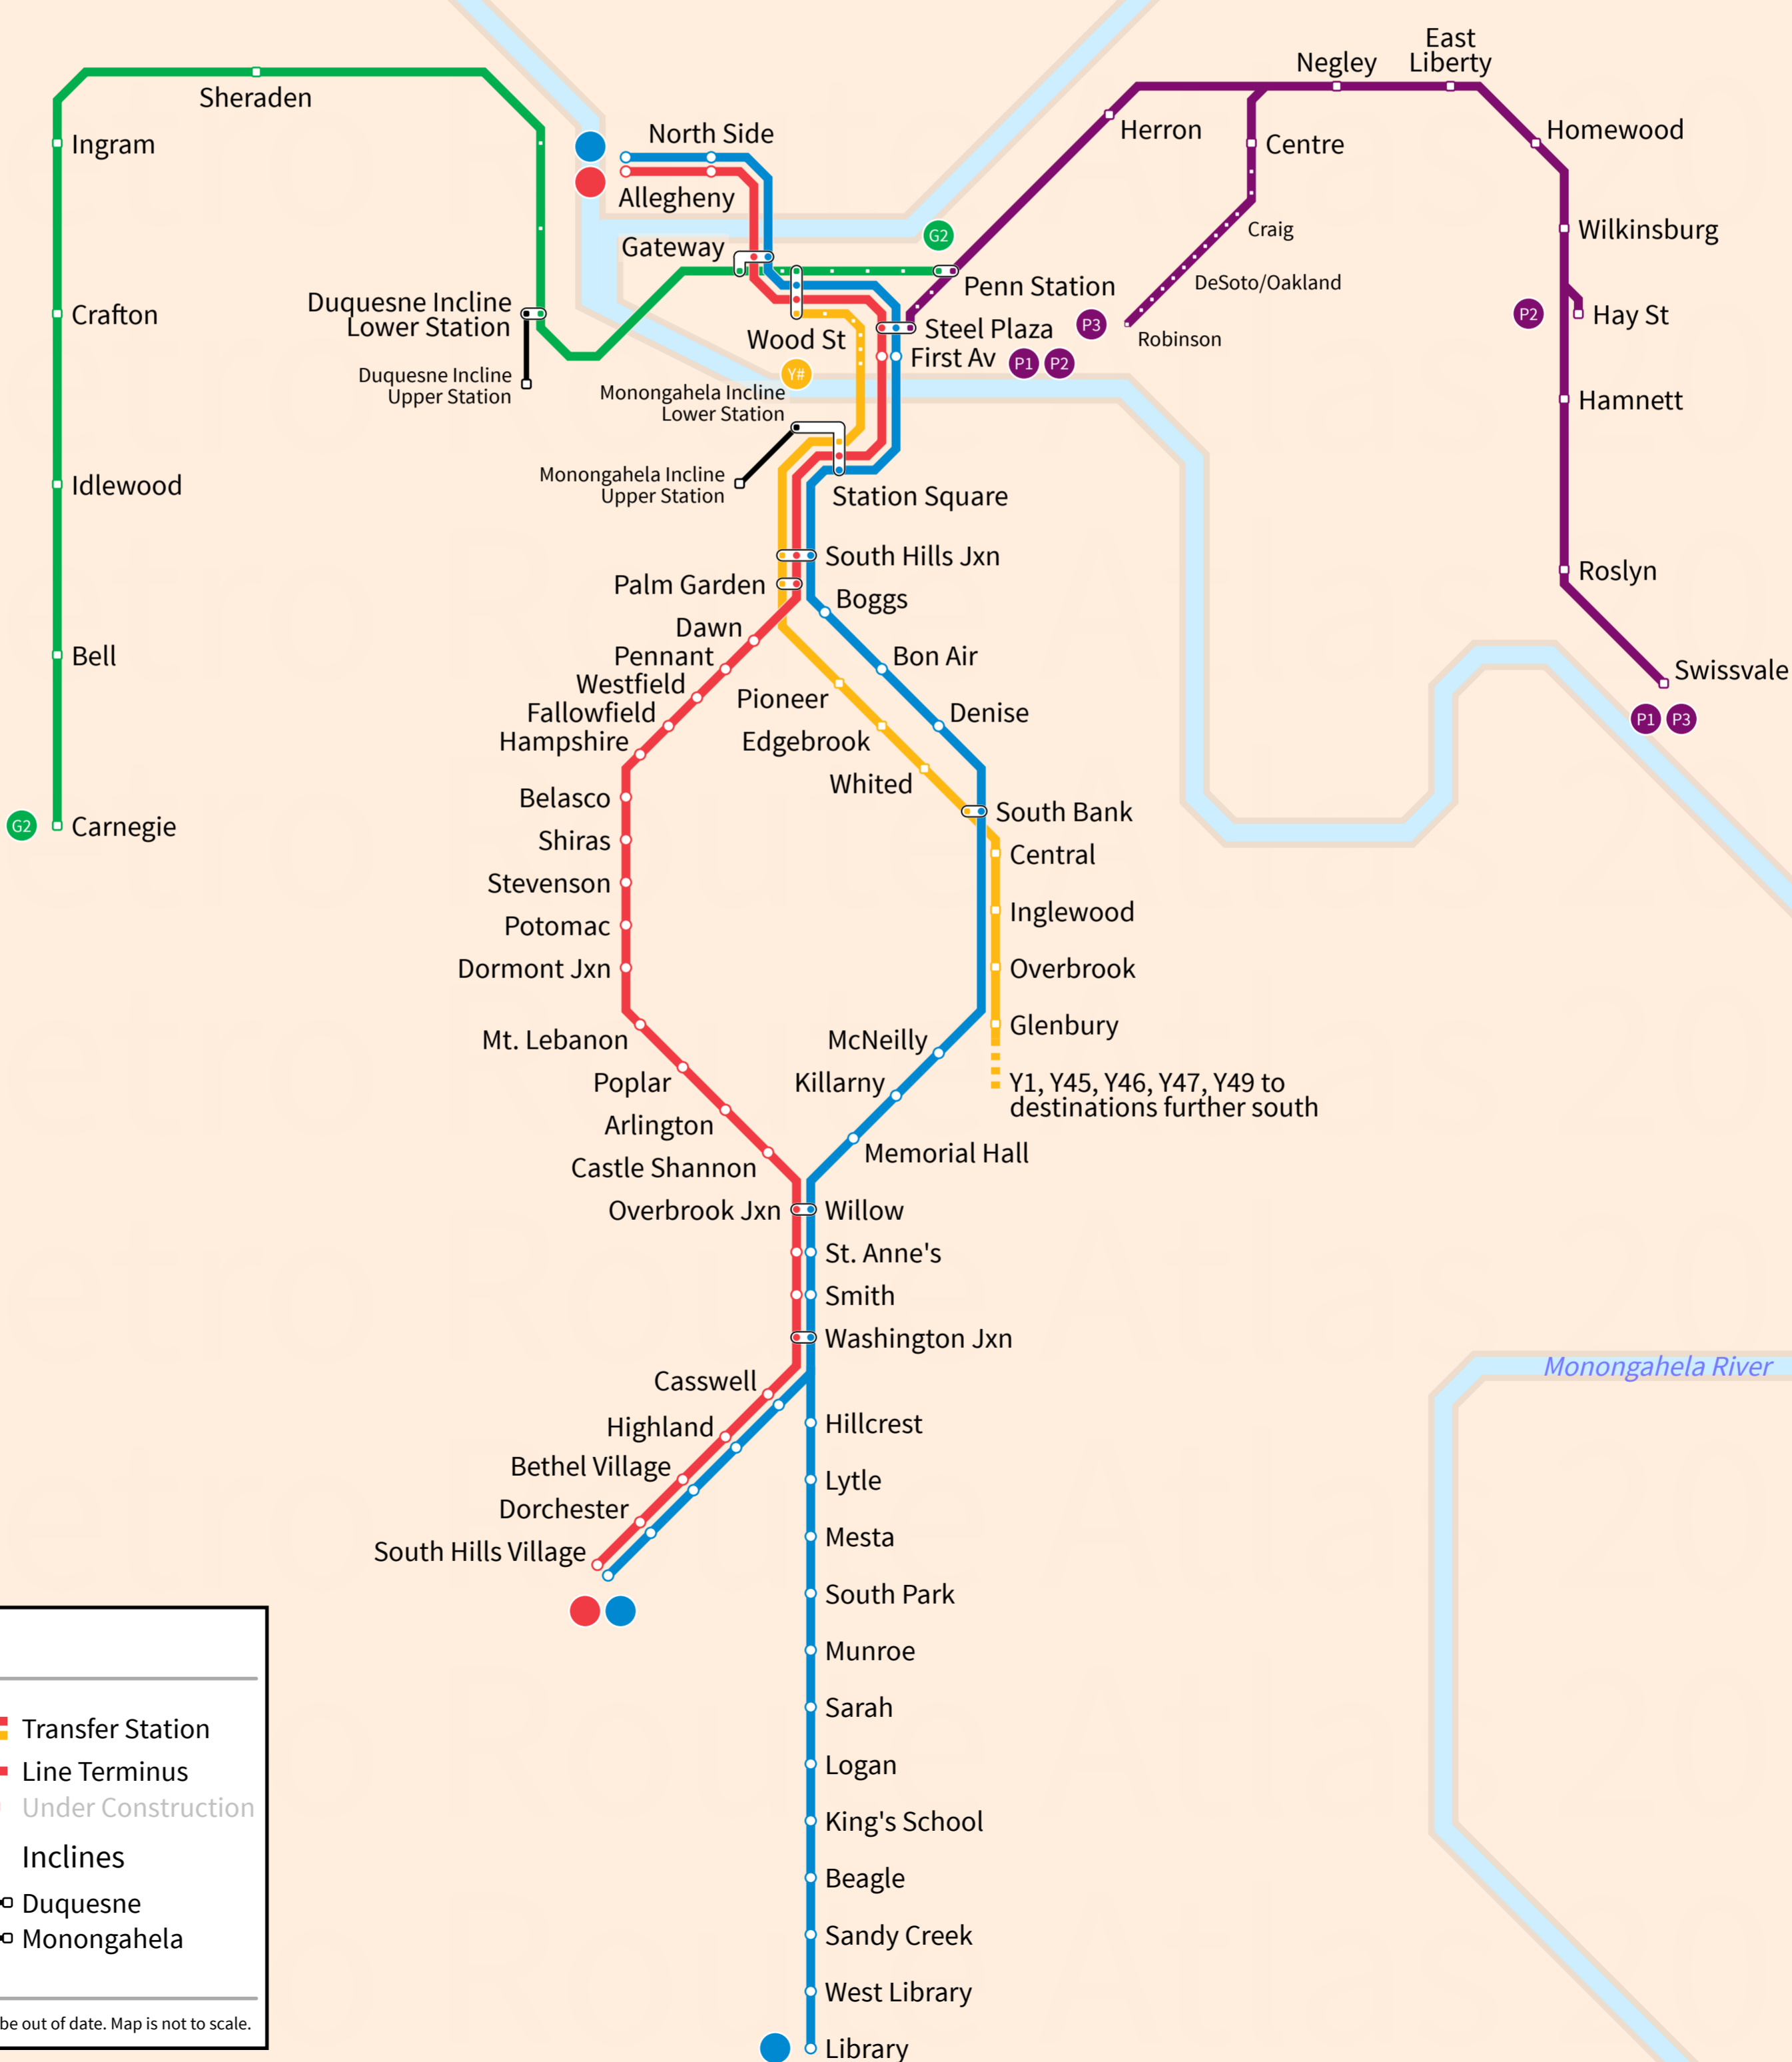 East
Negley
Liberty
Sheraden
Herron
Homewood
North Side
Ingram
Centre
Allegheny
Craig
Wilkinsburg
G2
Gateway
DeSoto/Oakland
Penn Station
Duquesne Incline
Lower Station
Crafton
P3
P2
Hay St
Steel Plaza
Robinson
Wood St
First Av
P1
P2
Duquesne Incline
Upper Station
Y#
Monongahela Incline
Lower Station
Hamnett
Monongahela Incline
Upper Station
Idlewood
Station Square
South Hills Jxn
Roslyn
Palm Garden
Boggs
Dawn
Bell
Pennant
Bon Air
Swissvale
Westfield
Pioneer
Fallowfield
Denise
P1
P3
Hampshire
Edgebrook
Whited
Belasco
South Bank
G2
Carnegie
Shiras
Central
Stevenson
Inglewood
Potomac
Dormont Jxn
Overbrook
Mt. Lebanon
McNeilly
Glenbury
Poplar
Killarny
Y1, Y45, Y46, Y47, Y49 to
destinations further south
Arlington
Memorial Hall
Castle Shannon
Overbrook Jxn
Willow
St. Anne's
Smith
Washington Jxn
Monongahela River
Casswell
Highland
Hillcrest
Bethel Village
Lytle
Dorchester
Mesta
South Hills Village
South Park
Munroe
Sarah
Transfer Station
Logan
Line Terminus
Under Construction
King's School
Inclines
Beagle
Duquesne
Sandy Creek
Monongahela
West Library
be out of date. Map is not to scale.
Library